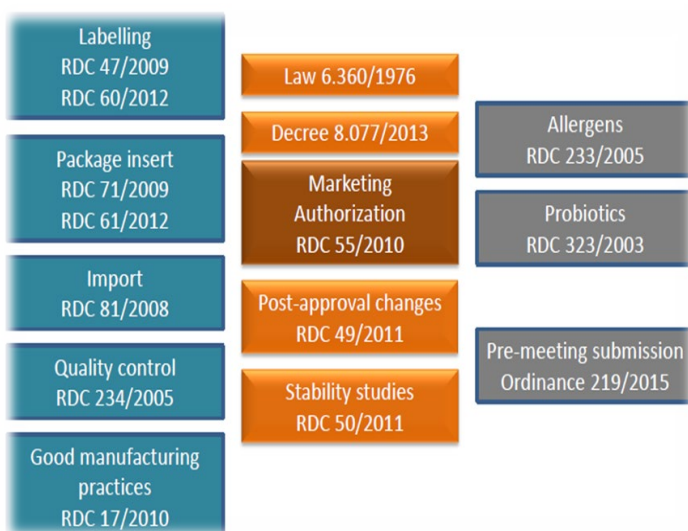 Labelling
RDC 47/2009
RDC 60/2012
Package insert
RDC 71/2009
RDC 61/2012
Import
RDC 81/2008
Quality control
RDC 234/2005
Good manufacturing
practices
RDC 17/2010
Law 6.360/1976
Decree 8.077/2013
Marketing
Authorization
RDC 55/2010
Post-approval changes
RDC 49/2011
Stability studies
RDC 50/2011
Allergens
RDC 233/2005
Probiotics
RDC 323/2003
Pre-meeting submission
Ordinance 219/2015